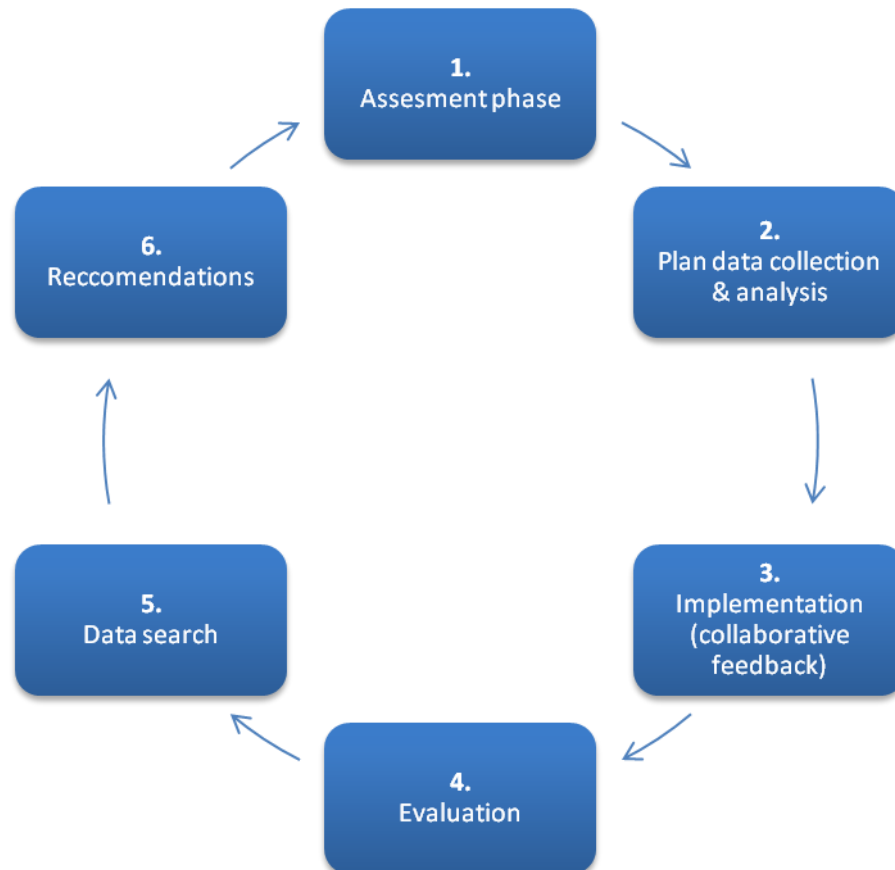 1.
Assesment phase
2.
Plan data collection
& analysis
3.
Implementation
(collaborative
feedback)
4.
Evaluation
5.
Data search
6.
Reccomendations